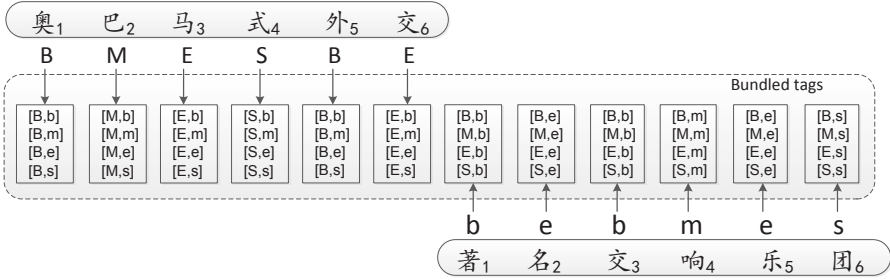 奥1 巴2 马3 式4 外5 交6
B M E S B E
Bundled tags
[B,b] [M,b] [E,b] [S,b] [B,b] [E,b] [B,b] [B,e] [B,b] [B,m] [B,e] [B,s]
[B,m] [M,m] [E,m] [S,m] [B,m] [E,m] [M,b] [M,e] [M,b] [M,m] [M,e] [M,s]
[B,e] [M,e] [E,e] [S,e] [B,e] [E,e] [E,b] [E,e] [E,b] [E,m] [E,e] [E,s]
[B,s] [M,s] [E,s] [S,s] [B,s] [E,s] [S,b] [S,e] [S,b] [S,m] [S,e] [S,s]
b e b m e s
著1 名2 交3 响4 乐5 团6